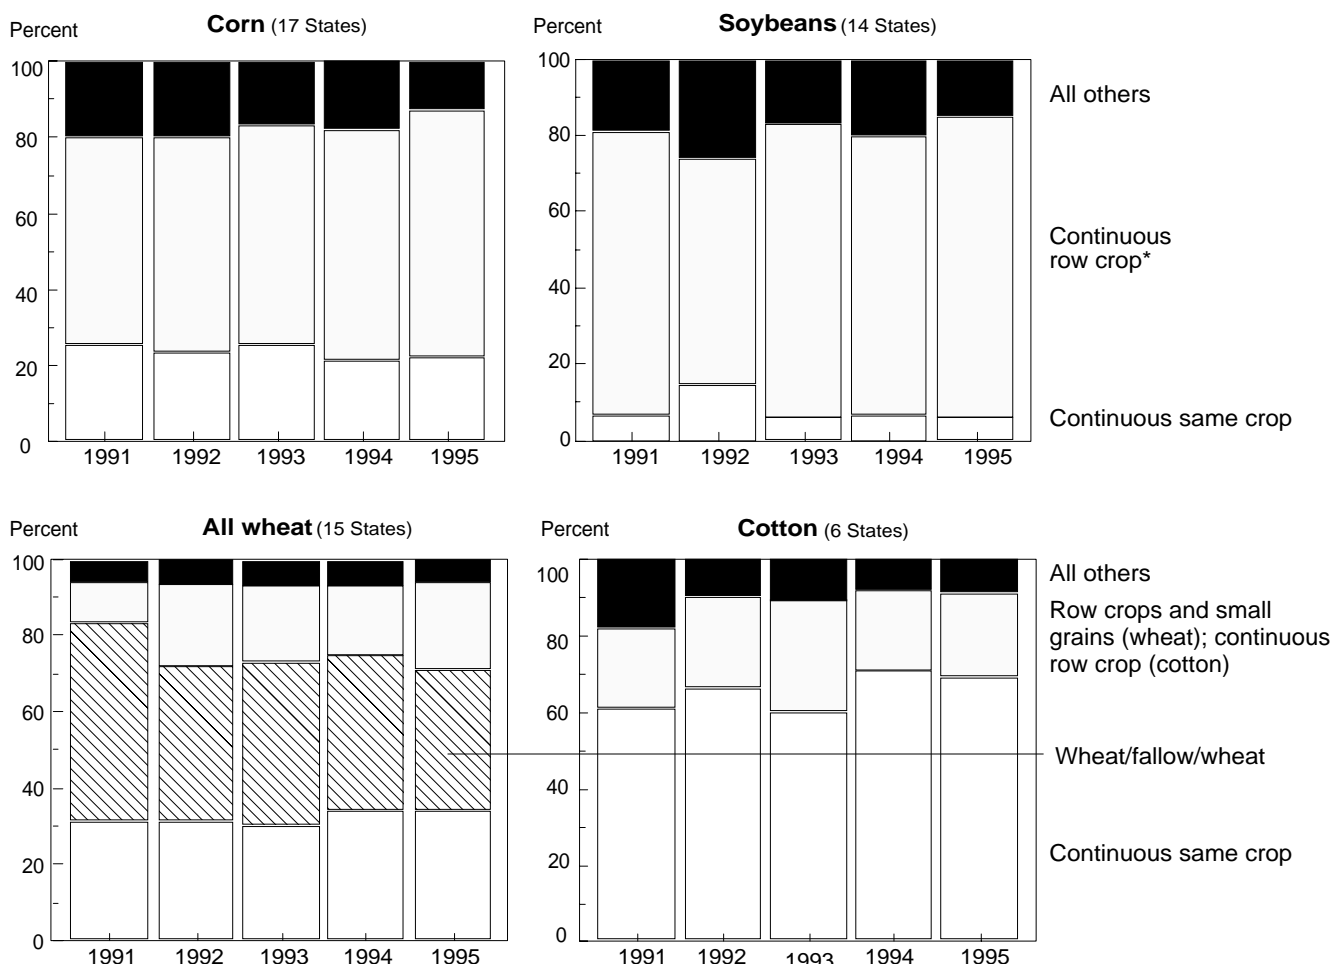 Percent
Corn (17 States)
100
80
60
40
20
0
1991 1992 1993 1994 1995
Percent
Soybeans (14 States)
100
80
60
40
20
0
1991 1992 1993 1994 1995
All others
Continuous
row crop*
Continuous same crop
Percent
All wheat (15 States)
100
80
60
40
20
0
1991 1992 1993 1994 1995
Percent
Cotton (6 States)
100
80
60
40
20
0
1991 1992 1993 1994 1995
All others
Row crops and small
grains (wheat); continuous
row crop (cotton)
Wheat/fallow/wheat
Continuous same crop